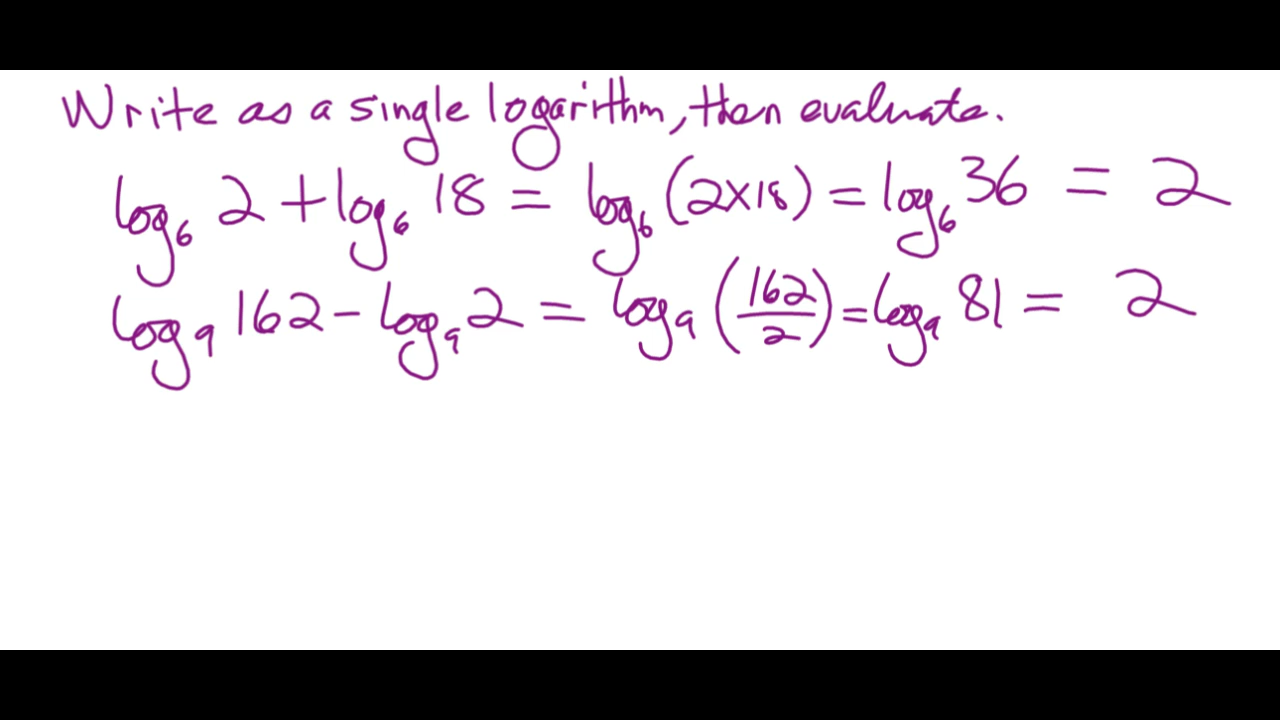 Write as a single logarithm, then evaluate.
log₆ 2 + log₆ 18 = log₆ (2×18) = log₆ 36 = 2
log₉ 162 − log₉ 2 = log₉ (162/2) = log₉ 81 = 2